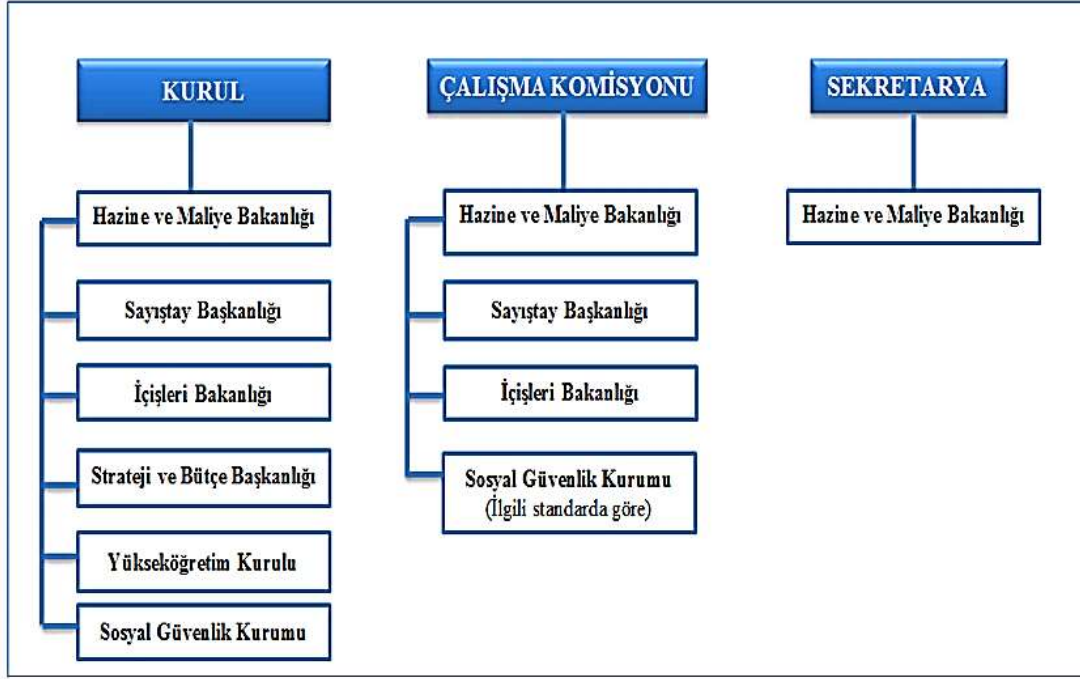 KURUL
Hazine ve Maliye Bakanlığı
Sayıştay Başkanlığı
İçişleri Bakanlığı
Strateji ve Bütçe Başkanlığı
Yükseköğretim Kurulu
Sosyal Güvenlik Kurumu
ÇALIŞMA KOMİSYONU
Hazine ve Maliye Bakanlığı
Sayıştay Başkanlığı
İçişleri Bakanlığı
Sosyal Güvenlik Kurumu
(İlgili standarda göre)
SEKRETARYA
Hazine ve Maliye Bakanlığı